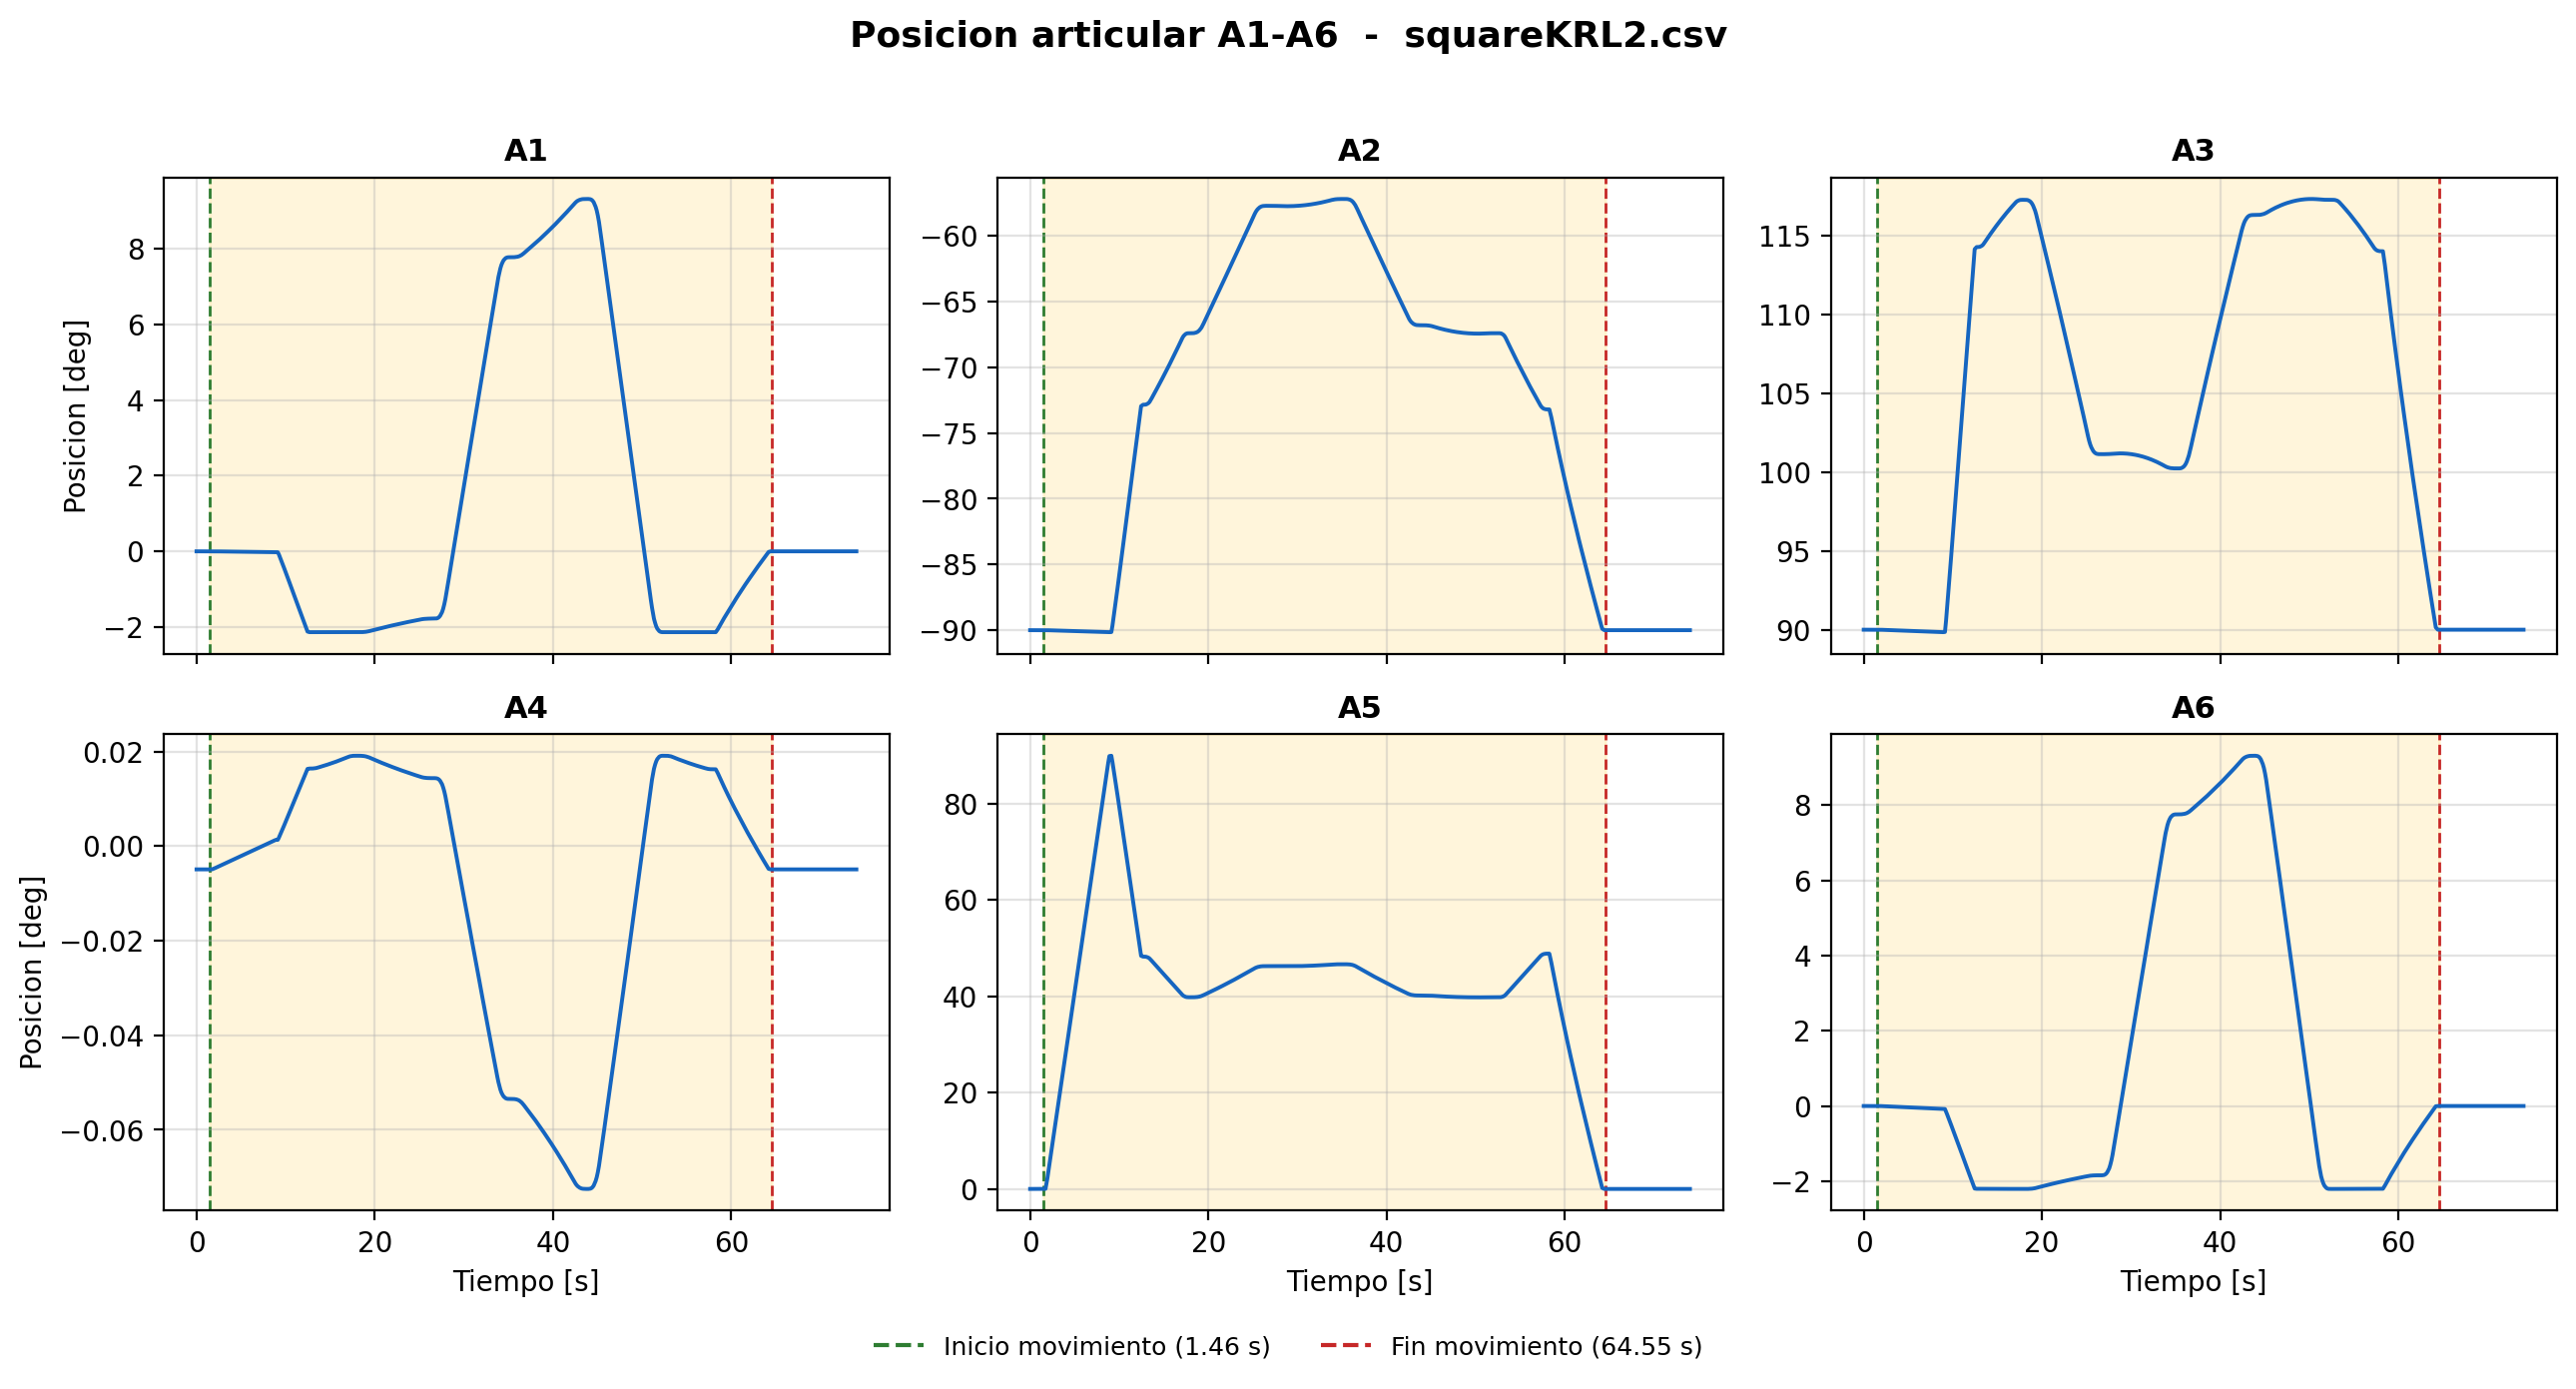 Posicion articular A1-A6  -  squareKRL2.csv
A1
A2
A3
Posicion [deg]
8
6
4
2
0
−2
−60
−65
−70
−75
−80
−85
−90
115
110
105
100
95
90
A4
A5
A6
Posicion [deg]
0.02
0.00
−0.02
−0.04
−0.06
80
60
40
20
0
8
6
4
2
0
−2
0 20 40 60
0 20 40 60
0 20 40 60
Tiempo [s]
Tiempo [s]
Tiempo [s]
Inicio movimiento (1.46 s)
Fin movimiento (64.55 s)